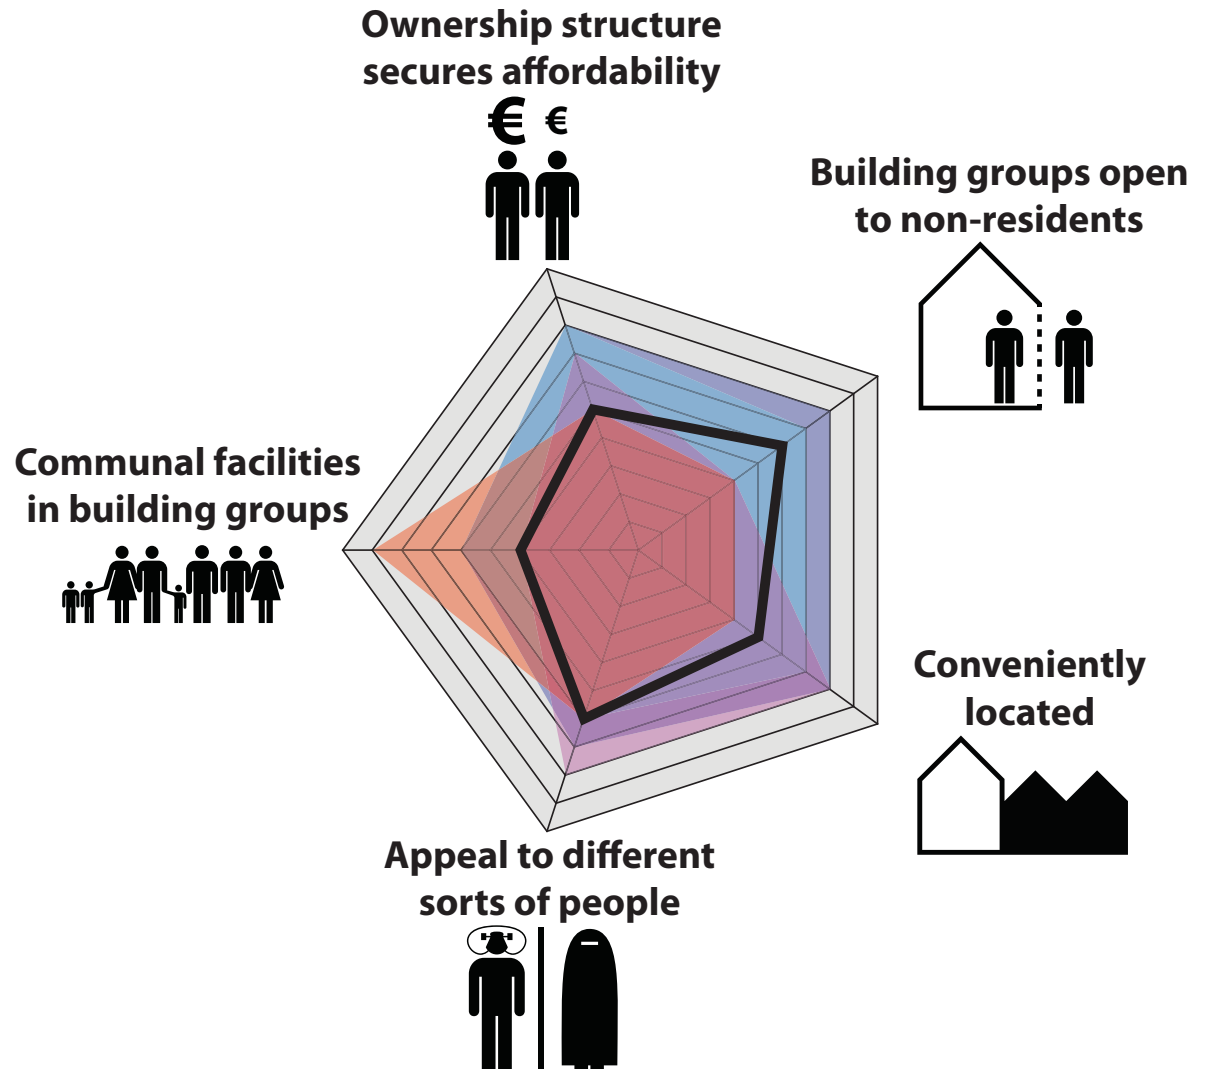 Ownership structure
secures affordability
€ €
Building groups open
to non-residents
Communal facilities
in building groups
Conveniently
located
Appeal to different
sorts of people